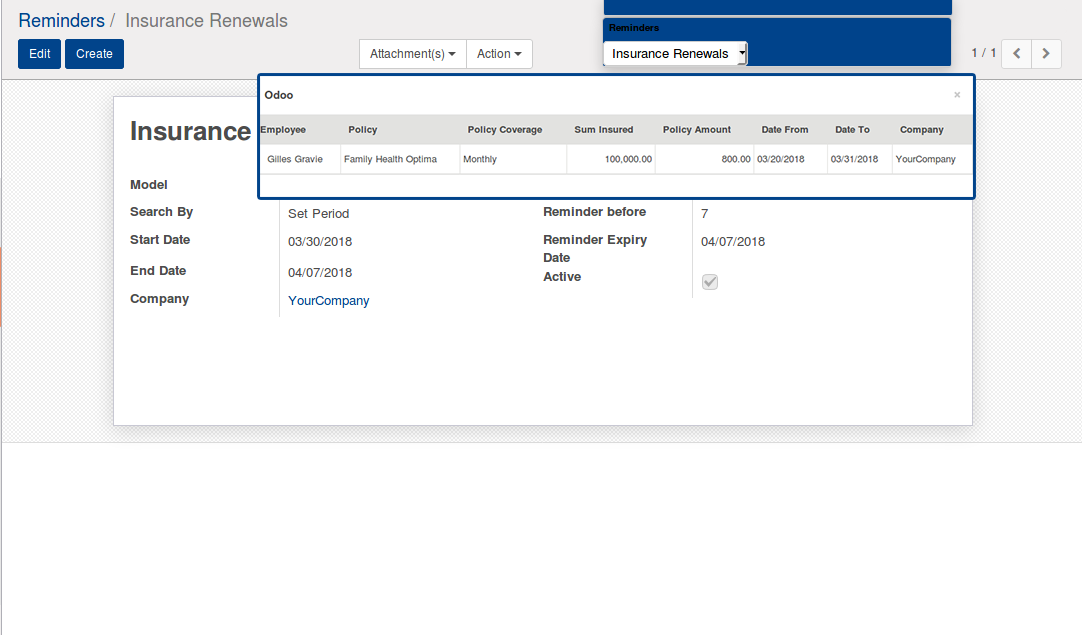 Reminders / Insurance Renewals
Reminders
Edit Create Attachment(s) Action Insurance Renewals 1 / 1
Odoo ×
Employee Policy Policy Coverage Sum Insured Policy Amount Date From Date To Company
Gilles Gravie Family Health Optima Monthly 100,000.00 800.00 03/20/2018 03/31/2018 YourCompany
Insurance
Model
Search By Set Period Reminder before 7
Start Date 03/30/2018 Reminder Expiry 04/07/2018
Date
End Date 04/07/2018 Active
Company YourCompany